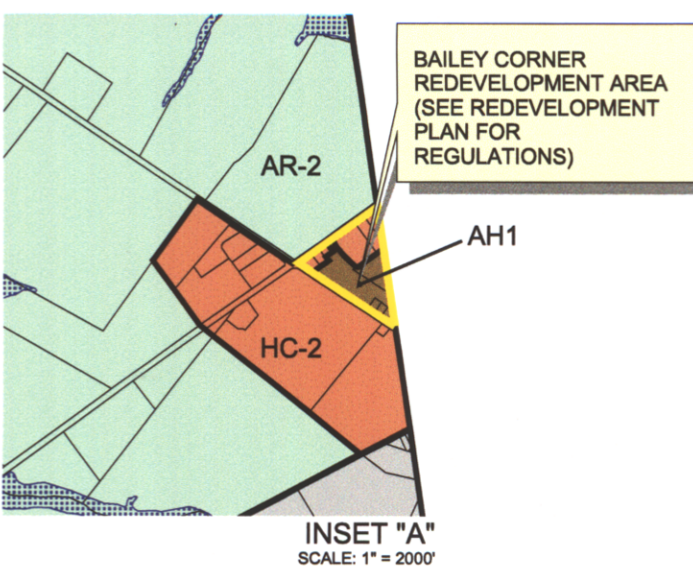 BAILEY CORNER
REDEVELOPMENT AREA
(SEE REDEVELOPMENT
PLAN FOR
REGULATIONS)
AR-2
AH1
HC-2
INSET "A"
SCALE: 1" = 2000'